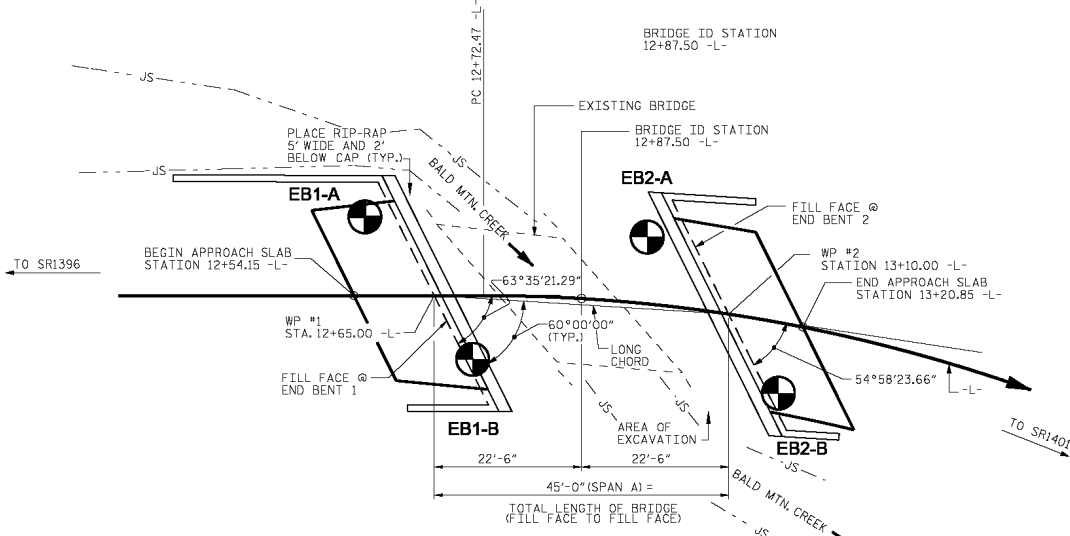 PC 12+72.47 -L-
BRIDGE ID STATION
12+87.50 -L-
JS
EXISTING BRIDGE
PLACE RIP-RAP
5' WIDE AND 2'
BELOW CAP (TYP.)
BRIDGE ID STATION
12+87.50 -L-
JS
JS
BALD MTN. CREEK
EB1-A
EB2-A
FILL FACE @
END BENT 2
BEGIN APPROACH SLAB
STATION 12+54.15 -L-
WP #2
STATION 13+10.00 -L-
TO SR1396
63°35'21.29"
END APPROACH SLAB
STATION 13+20.85 -L-
WP #1
STA. 12+65.00 -L-
60°00'00"
(TYP.)
LONG
CHORD
FILL FACE @
END BENT 1
54°58'23.66"
-L-
JS
JS
EB1-B
AREA OF
EXCAVATION
EB2-B
TO SR1401
22'-6"
22'-6"
JS
45'-0" (SPAN A) =
TOTAL LENGTH OF BRIDGE
(FILL FACE TO FILL FACE)
BALD MTN. CREEK
JS